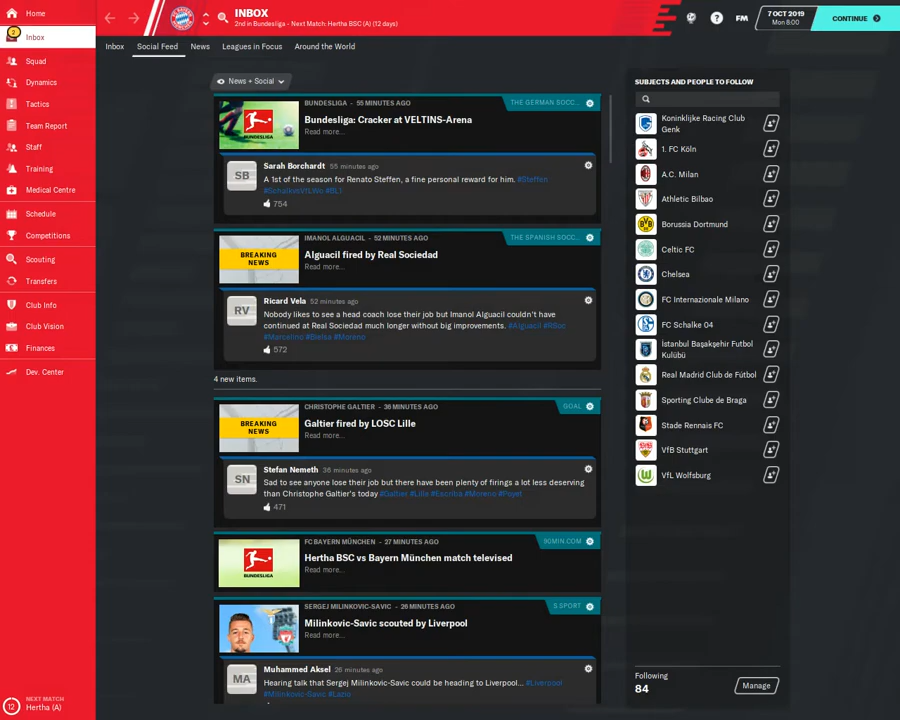 Home
INBOX
2nd in Bundesliga - Next Match: Hertha BSC (A) (12 days)
FM
7 OCT 2019
Mon 8:00
CONTINUE
2
Inbox
Squad
Dynamics
Tactics
Team Report
Staff
Training
Medical Centre
Schedule
Competitions
Scouting
Transfers
Club Info
Club Vision
Finances
Dev. Center
12
NEXT MATCH
Hertha (A)
Inbox
Social Feed
News
Leagues in Focus
Around the World
News + Social
BUNDESLIGA
BUNDESLIGA - 55 MINUTES AGO
THE GERMAN SOCC...
Bundesliga: Cracker at VELTINS-Arena
Read more...
SB
Sarah Borchardt 55 minutes ago
A 1st of the season for Renato Steffen, a fine personal reward for him. #Steffen
#SchalkevsVLWo #BL1
754
BREAKING
NEWS
IMANOL ALGUACIL - 52 MINUTES AGO
THE SPANISH SOCC...
Alguacil fired by Real Sociedad
Read more...
RV
Ricard Vela 52 minutes ago
Nobody likes to see a head coach lose their job but Imanol Alguacil couldn't have
continued at Real Sociedad much longer without big improvements. #Alguacil #RSoc
#Marcelino #Bielsa #Moreno
572
4 new items.
BREAKING
NEWS
CHRISTOPHE GALTIER - 36 MINUTES AGO
GOAL
Galtier fired by LOSC Lille
Read more...
SN
Stefan Nemeth 36 minutes ago
Sad to see anyone lose their job but there have been plenty of firings a lot less deserving
than Christophe Galtier's today #Galtier #Lille #Escribá #Moreno #Puyet
471
BUNDESLIGA
FC BAYERN MÜNCHEN - 27 MINUTES AGO
90MIN.COM
Hertha BSC vs Bayern München match televised
Read more...
SERGEJ MILINKOVIC-SAVIC - 26 MINUTES AGO
S SPORT
Milinkovic-Savic scouted by Liverpool
Read more...
MA
Muhammed Aksel 26 minutes ago
Hearing talk that Sergej Milinkovic-Savic could be heading to Liverpool... #Liverpool
#Milinkovic-Savic #Lazio
SUBJECTS AND PEOPLE TO FOLLOW
Koninklijke Racing Club
Genk
1. FC Köln
A.C. Milan
Athletic Bilbao
Borussia Dortmund
Celtic FC
Chelsea
FC Internazionale Milano
FC Schalke 04
İstanbul Başakşehir Futbol
Kulübü
Real Madrid Club de Fútbol
Sporting Clube de Braga
Stade Rennais FC
VfB Stuttgart
VfL Wolfsburg
Following
84
Manage